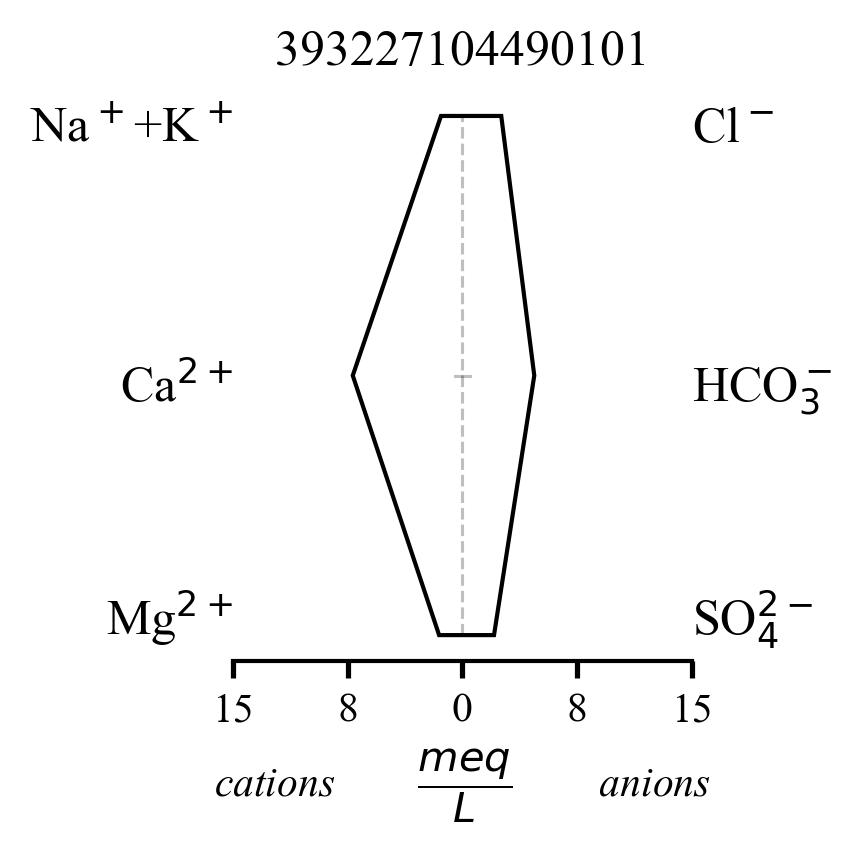 393227104490101
Na⁺+K⁺ Cl⁻
Ca²⁺ HCO₃⁻
Mg²⁺ SO₄²⁻
15 8 0 8 15
cations meq/L anions